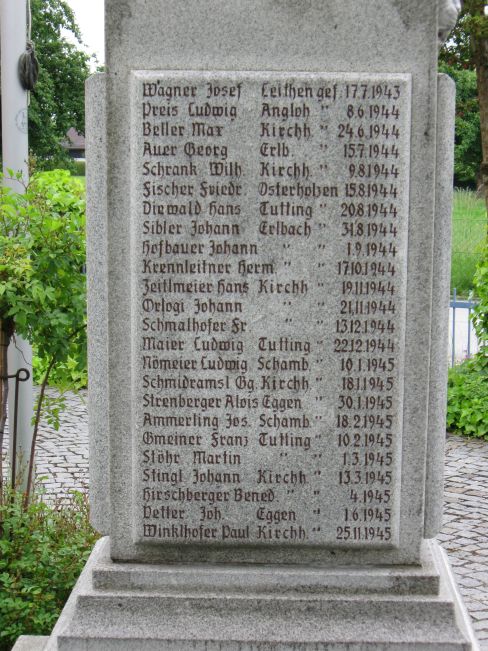 Wagner Josef Leithen gef. 17.7.1943
Preis Ludwig Angloh " 8.6.1944
Beller Max Kirchh. " 24.6.1944
Auer Georg Erlb. " 15.7.1944
Schrank Wilh. Kirchh. " 9.8.1944
Fischer Friedr. Osterholzen 15.8.1944
Diewald Hans Tutting " 20.8.1944
Sibler Johann Erlbach " 31.8.1944
Hofbauer Johann " " 1.9.1944
Krennleitner Herm. " " 17.10.1944
Zeitlmeier Hans Kirchh. " 19.11.1944
Ortogi Johann " " 21.11.1944
Schmalhofer Fr. " " 13.12.1944
Maier Ludwig Tutting " 22.12.1944
Nömeier Ludwig Schamb. " 10.1.1945
Schmidramsl Gg. Kirchh. " 18.1.1945
Strenberger Alois Eggen " 30.1.1945
Ammerling Jos. Schamb. " 18.2.1945
Gmeiner Franz Tutting " 10.2.1945
Stöhr Martin " " 1.3.1945
Stingl Johann Kirchh. " 13.3.1945
Hirschberger Bened. " " 4.1945
Vetter Joh. Eggen " 1.6.1945
Winklhofer Paul Kirchh. " 25.11.1945